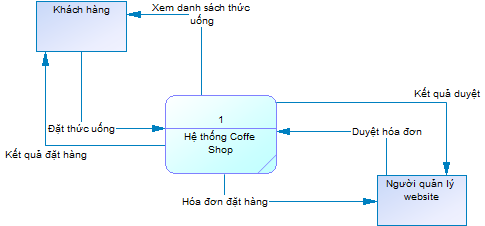 Khách hàng
Xem danh sách thức
uống
Kết quả duyệt
1
Đặt thức uống
Hệ thống Coffe
Shop
Duyệt hóa đơn
Kết quả đặt hàng
Người quản lý
website
Hóa đơn đặt hàng